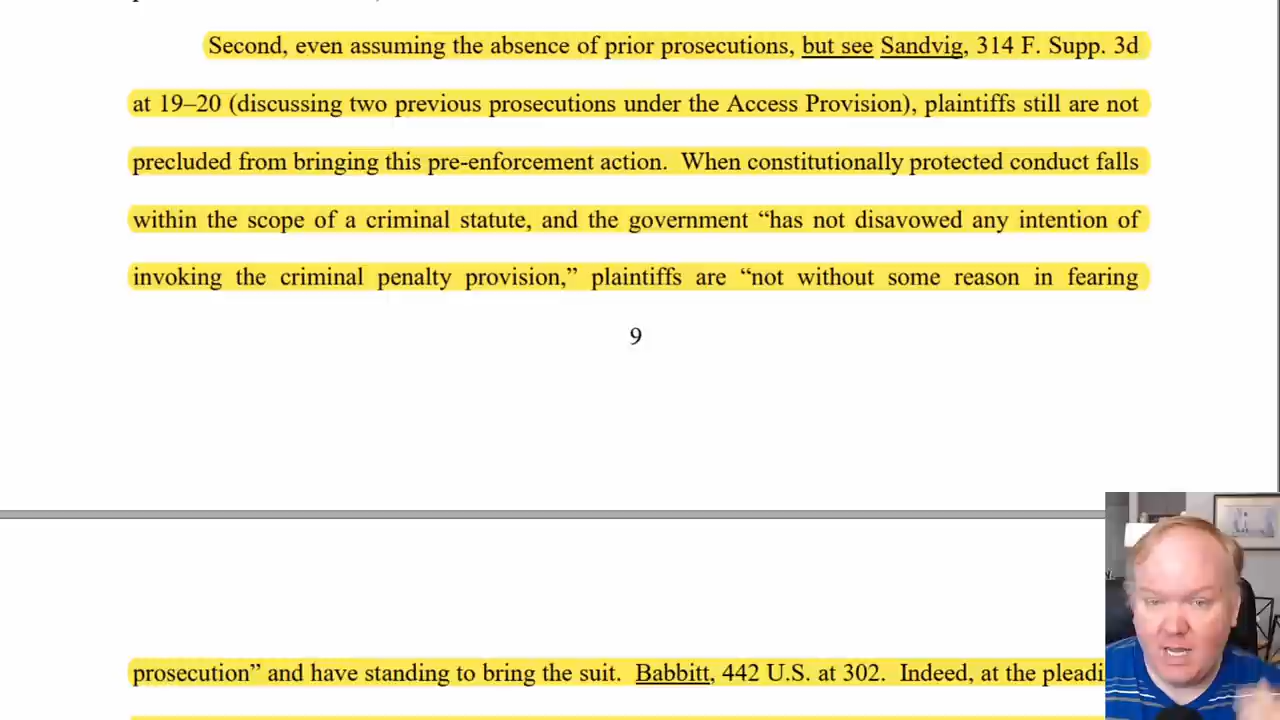 Second, even assuming the absence of prior prosecutions, but see Sandvig, 314 F. Supp. 3d
at 19–20 (discussing two previous prosecutions under the Access Provision), plaintiffs still are not
precluded from bringing this pre-enforcement action.  When constitutionally protected conduct falls
within the scope of a criminal statute, and the government “has not disavowed any intention of
invoking the criminal penalty provision,” plaintiffs are “not without some reason in fearing
9
prosecution” and have standing to bring the suit.  Babbitt, 442 U.S. at 302.  Indeed, at the pleadi